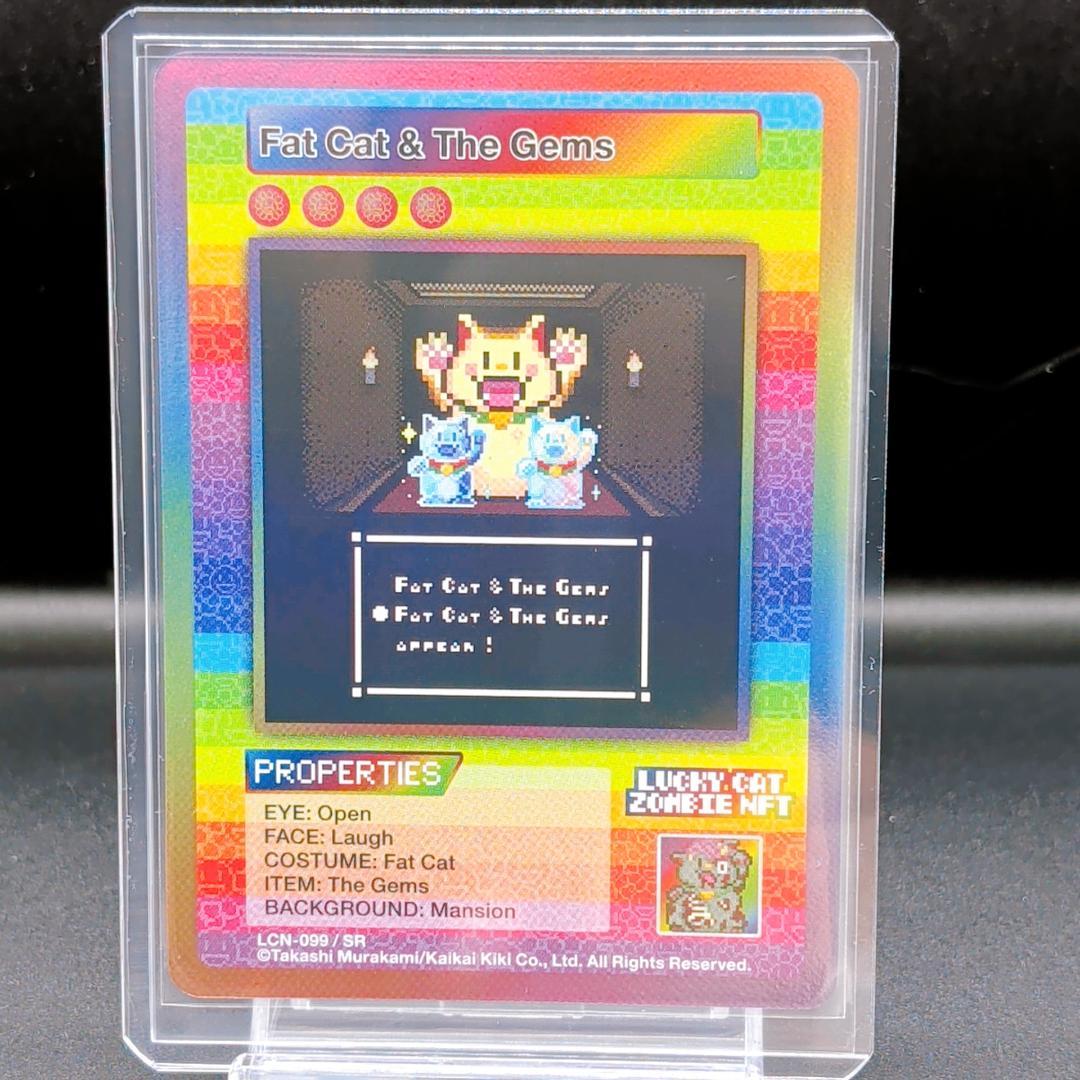 Fat Cat & The Gems
Fat Cat & The Gems
Fat Cat & The Gems
appear!
PROPERTIES
EYE: Open
FACE: Laugh
COSTUME: Fat Cat
ITEM: The Gems
BACKGROUND: Mansion
LUCKY CAT
ZOMBIE NFT
LCN-099 / SR
©Takashi Murakami/Kaikai Kiki Co., Ltd. All Rights Reserved.